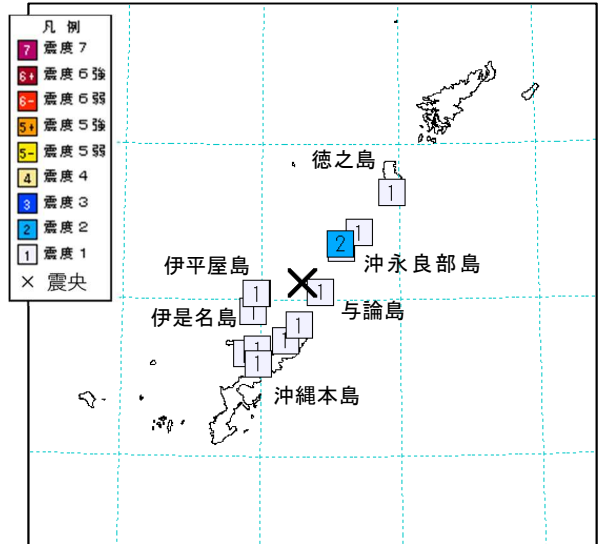 凡 例
7 震度７
6+ 震度６強
6- 震度６弱
5+ 震度５強
5- 震度５弱
4 震度４
3 震度３
2 震度２
1 震度１
× 震央
徳之島
1
1
2
沖永良部島
伊平屋島
1
1
与論島
伊是名島
1
1
1
1
1
沖縄本島